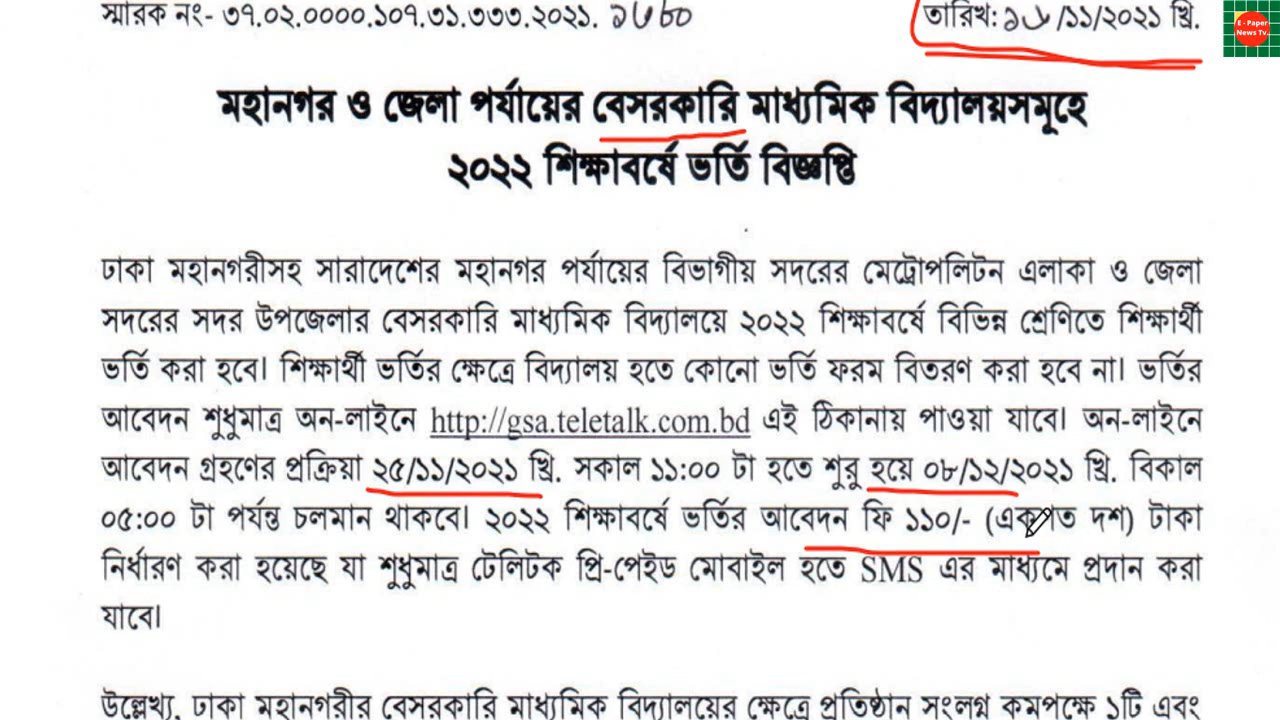 স্মারক নং- ৩৭.০২.০০০০.১০৭.৩১.৩৩৩.২০২১.
তারিখ: ১৬/১১/২০২১ খ্রি.
E - Paper
News Tv.
মহানগর ও জেলা পর্যায়ের বেসরকারি মাধ্যমিক বিদ্যালয়সমূহে
২০২২ শিক্ষাবর্ষে ভর্তি বিজ্ঞপ্তি
ঢাকা মহানগরীসহ সারাদেশের মহানগর পর্যায়ের বিভাগীয় সদরের মেট্রোপলিটন এলাকা ও জেলা
সদরের সদর উপজেলার বেসরকারি মাধ্যমিক বিদ্যালয়ে ২০২২ শিক্ষাবর্ষে বিভিন্ন শ্রেণিতে শিক্ষার্থী
ভর্তি করা হবে। শিক্ষার্থী ভর্তির ক্ষেত্রে বিদ্যালয় হতে কোনো ভর্তি ফরম বিতরণ করা হবে না। ভর্তির
আবেদন শুধুমাত্র অন-লাইনে http://gsa.teletalk.com.bd এই ঠিকানায় পাওয়া যাবে। অন-লাইনে
আবেদন গ্রহণের প্রক্রিয়া ২৫/১১/২০২১ খ্রি. সকাল ১১:০০ টা হতে শুরু হয়ে ০৮/১২/২০২১ খ্রি. বিকাল
০৫:০০ টা পর্যন্ত চলমান থাকবে। ২০২২ শিক্ষাবর্ষে ভর্তির আবেদন ফি ১১০/- (একশত দশ) টাকা
নির্ধারণ করা হয়েছে যা শুধুমাত্র টেলিটক প্রি-পেইড মোবাইল হতে SMS এর মাধ্যমে প্রদান করা
যাবে।
উল্লেখ্য, ঢাকা মহানগরীর বেসরকারি মাধ্যমিক বিদ্যালয়ের ক্ষেত্রে প্রতিষ্ঠান সংলগ্ন কমপক্ষে ১টি এবং